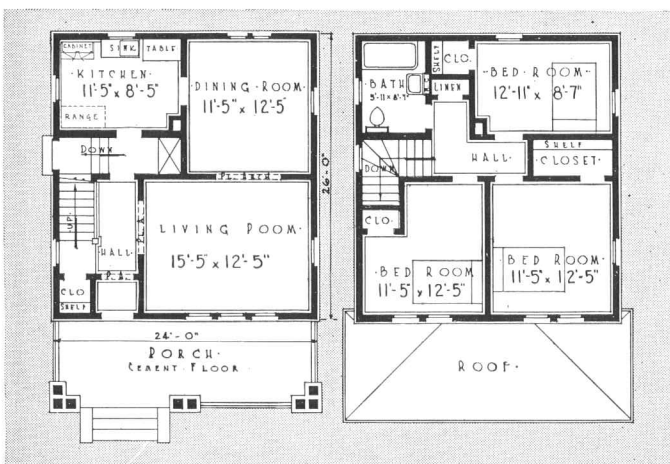 CABINET
SINK
TABLE
KITCHEN
11'-5" x 8'-5"
RANGE
DINING·ROOM
11'-5" x 12'-5
DOWN
PL. ARCH
26'-0"
UP
HALL
P.A.
P.A.
LIVING ROOM
15'-5" x 12'-5"
CLO
SHELF
24'-0"
PORCH·
CEMENT FLOOR
BATH
5'-11 x 8'-7"
M.C.
SHELF
CLO.
LINEN
·BED·ROOM
12'-11" x 8'-7"
DOWN
HALL
SHELF
CLOSET
CLO
·BED ROOM
11'-5" x 12'-5"
BED ROOM
11'-5" x 12'-5"
ROOF·